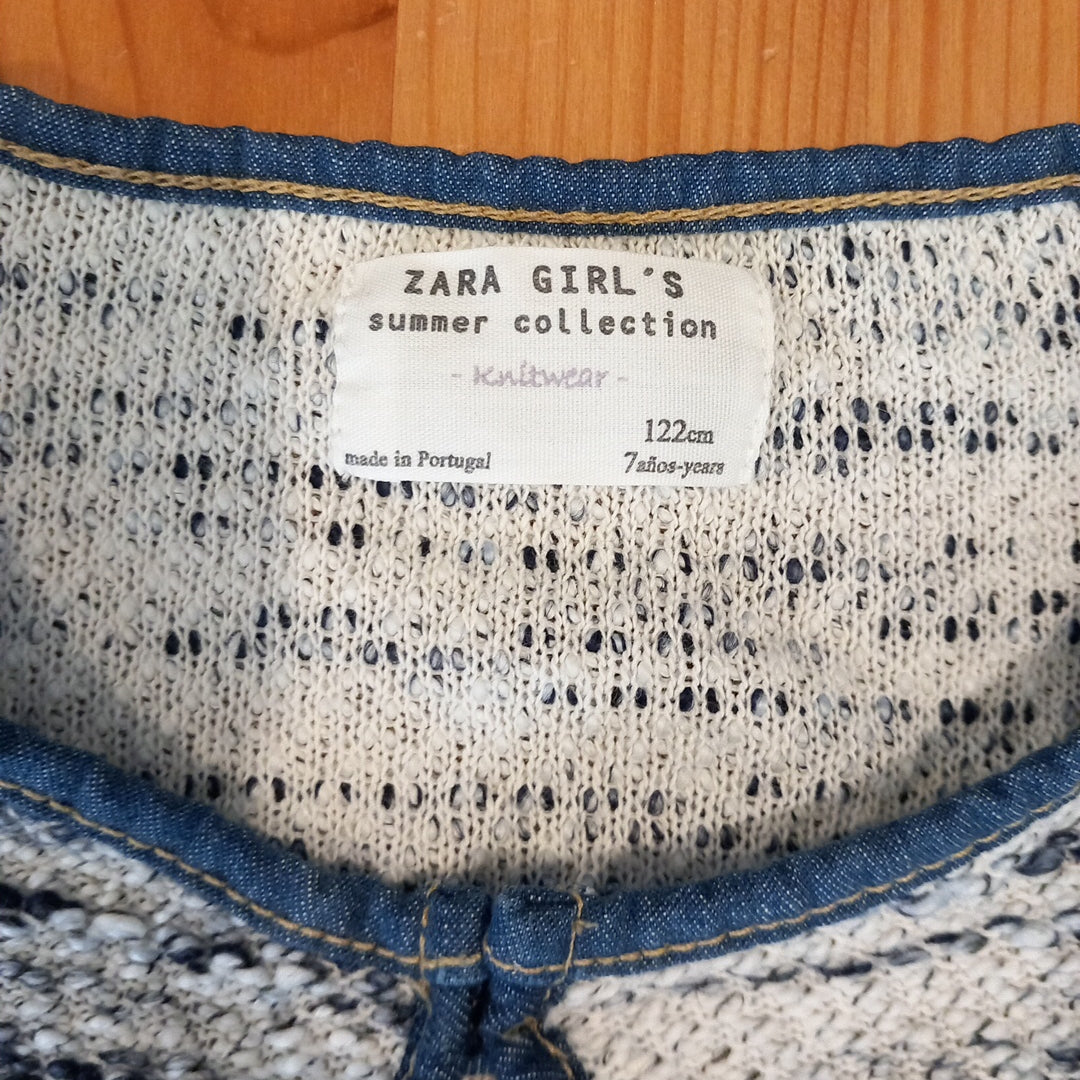 ZARA GIRL'S
summer collection
- Knitwear -
122cm
made in Portugal 7años-years